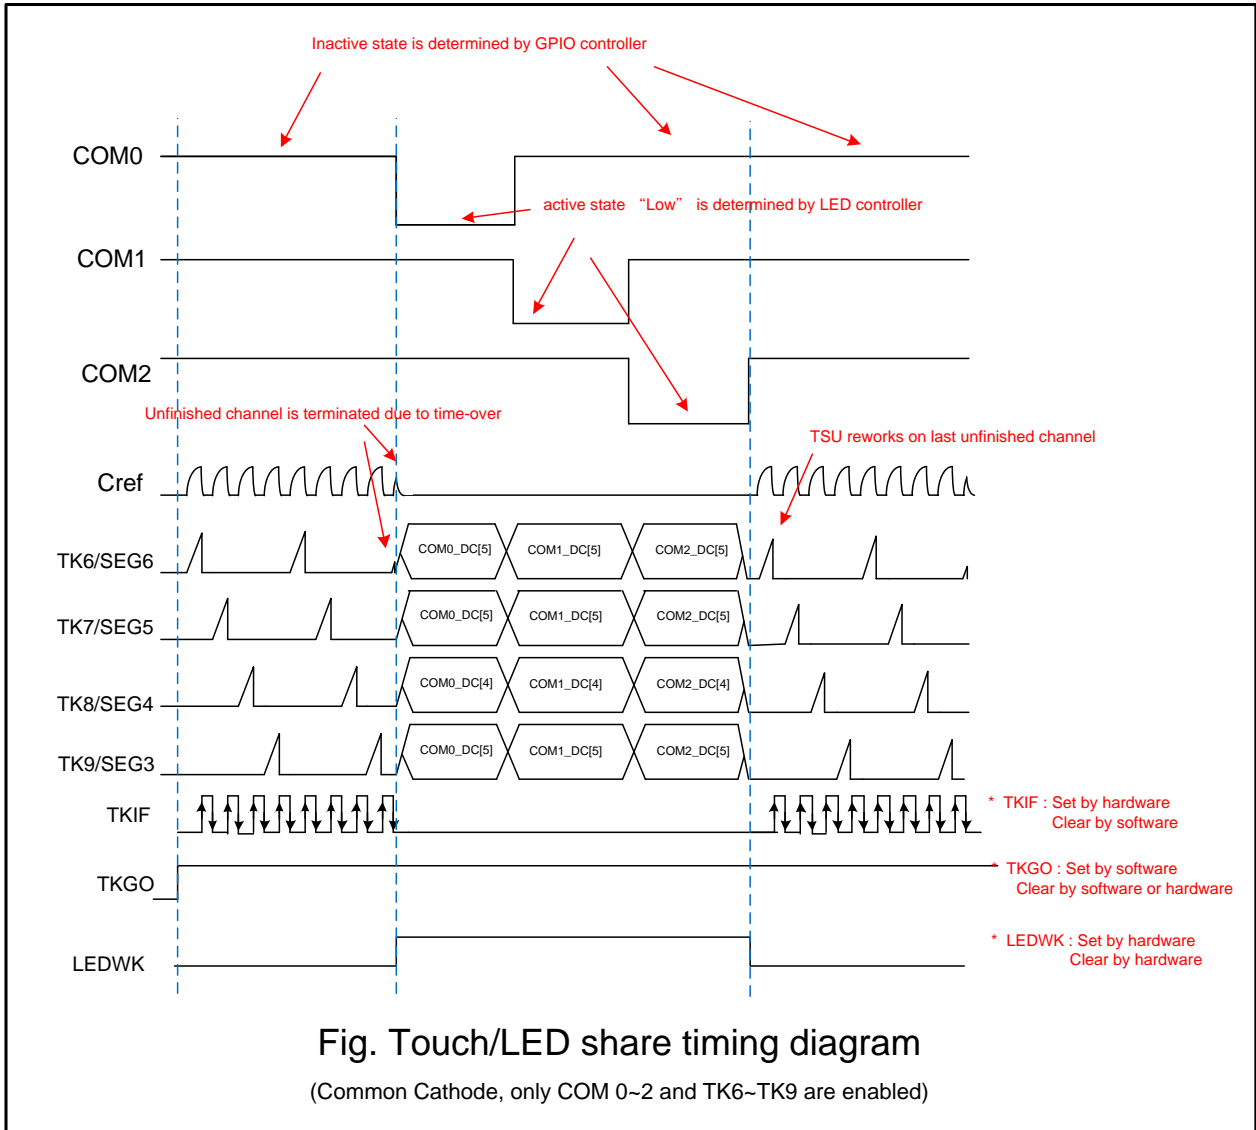 Inactive state is determined by GPIO controller
COM0
active state “Low” is determined by LED controller
COM1
COM2
Unfinished channel is terminated due to time-over
TSU reworks on last unfinished channel
Cref
TK6/SEG6
COM0_DC[5] COM1_DC[5] COM2_DC[5]
TK7/SEG5
COM0_DC[5] COM1_DC[5] COM2_DC[5]
TK8/SEG4
COM0_DC[4] COM1_DC[4] COM2_DC[4]
TK9/SEG3
COM0_DC[5] COM1_DC[5] COM2_DC[5]
TKIF
* TKIF : Set by hardware
Clear by software
TKGO
* TKGO : Set by software
Clear by software or hardware
LEDWK
* LEDWK : Set by hardware
Clear by hardware
Fig. Touch/LED share timing diagram
(Common Cathode, only COM 0~2 and TK6~TK9 are enabled)